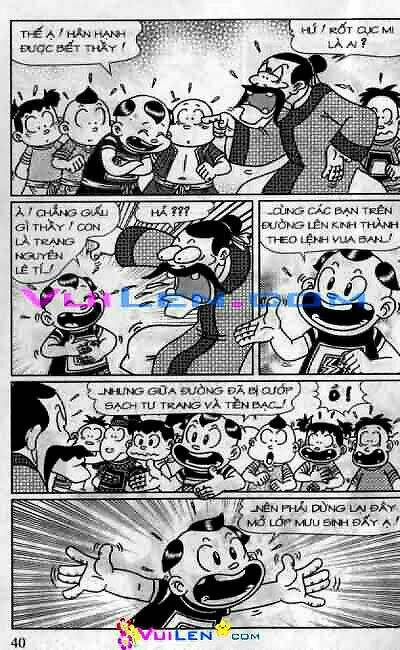 THẾ Ạ! HÂN HẠNH
ĐƯỢC BIẾT THẦY!
HỨ! RỐT CỤC MI
LÀ AI?
À! CHẲNG GIẤU
GÌ THẦY! CON
LÀ TRẠNG
NGUYÊN
LÊ TÍ...!
HẢ???
...CÙNG CÁC BẠN TRÊN
ĐƯỜNG LÊN KINH THÀNH
THEO LỆNH VUA BAN...!
VUILEN.COM
...NHƯNG GIỮA ĐƯỜNG ĐÃ BỊ CƯỚP
SẠCH TƯ TRANG VÀ TIỀN BẠC...!
ỐI
...NÊN PHẢI DỪNG LẠI ĐÂY
MỞ LỚP MƯU SINH ĐẤY Ạ!
40
VUILEN.COM